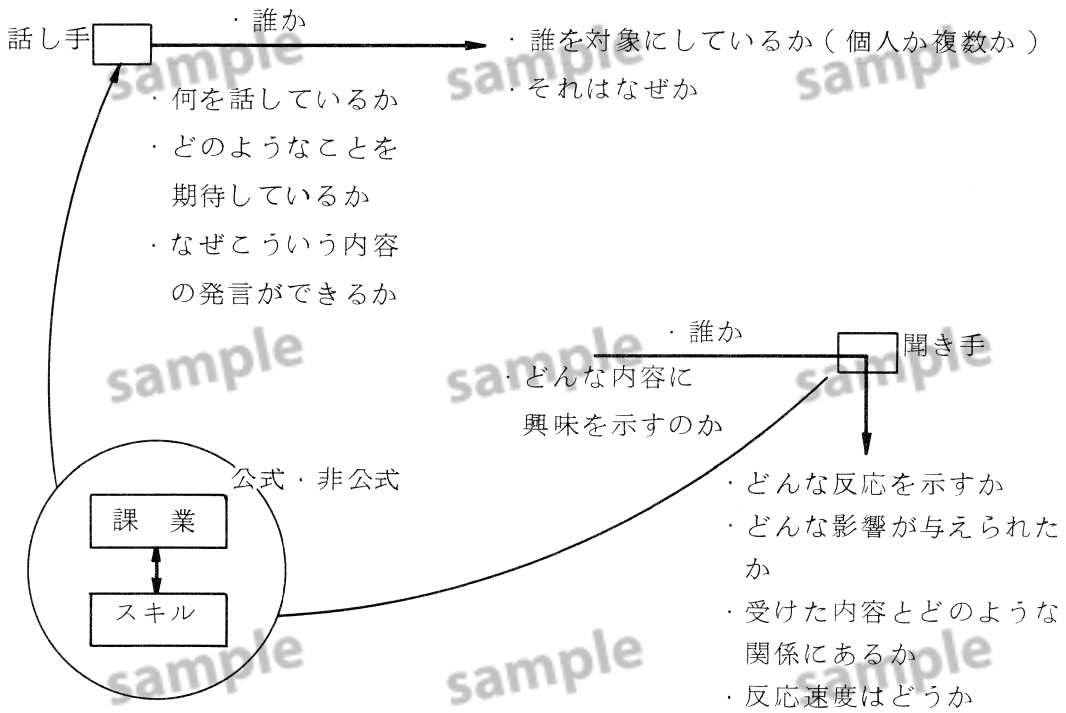 話し手
・誰か
・誰を対象にしているか（個人か複数か）
・それはなぜか
・何を話しているか
・どのようなことを
期待しているか
・なぜこういう内容
の発言ができるか
・誰か
聞き手
・どんな内容に
興味を示すのか
公式・非公式
課　業
スキル
・どんな反応を示すか
・どんな影響が与えられた
か
・受けた内容とどのような
関係にあるか
・反応速度はどうか
sample
sample
sample
sample
sample
sample
sample
sample
sample